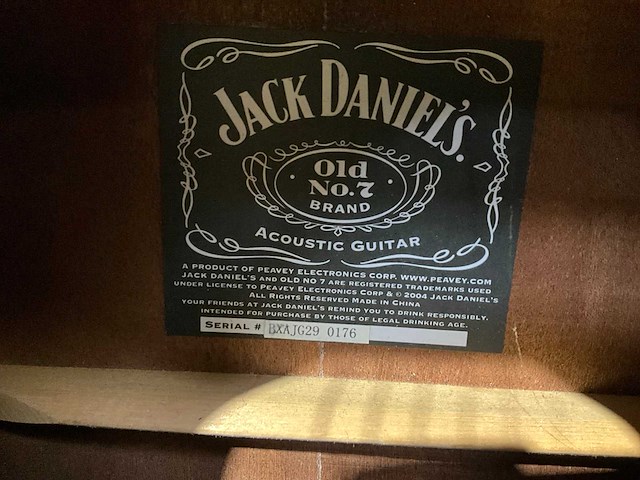 JACK DANIEL'S.
Old
No.7
BRAND
ACOUSTIC GUITAR
A PRODUCT OF PEAVEY ELECTRONICS CORP. WWW.PEAVEY.COM
JACK DANIEL'S AND OLD NO 7 ARE REGISTERED TRADEMARKS USED
UNDER LICENSE TO PEAVEY ELECTRONICS CORP & © 2004 JACK DANIEL'S
ALL RIGHTS RESERVED MADE IN CHINA
YOUR FRIENDS AT JACK DANIEL'S REMIND YOU TO DRINK RESPONSIBLY.
INTENDED FOR PURCHASE BY THOSE OF LEGAL DRINKING AGE.
SERIAL # BXAJG29 0176